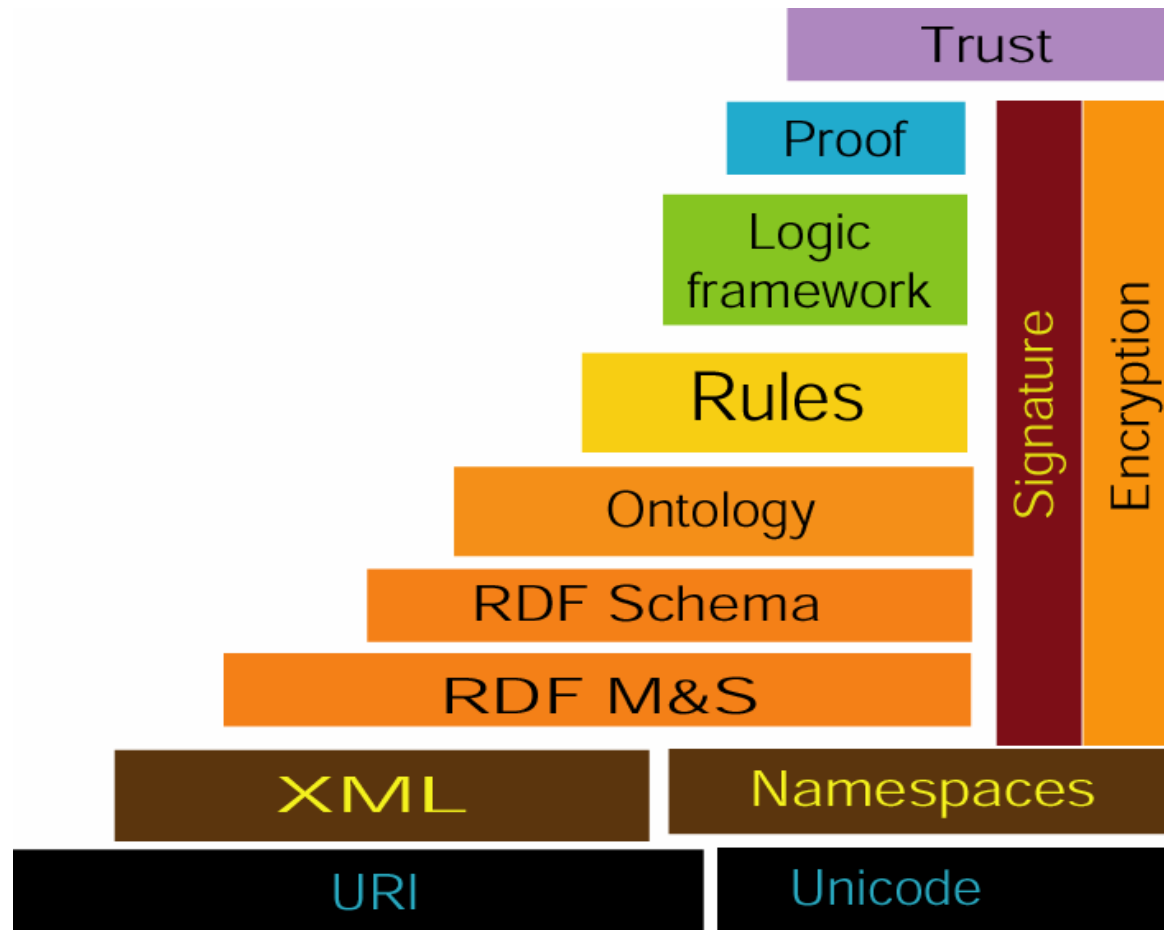 Trust
Proof
Logic
framework
Rules
Ontology
RDF Schema
RDF M&S
Signature
Encryption
XML
Namespaces
URI
Unicode